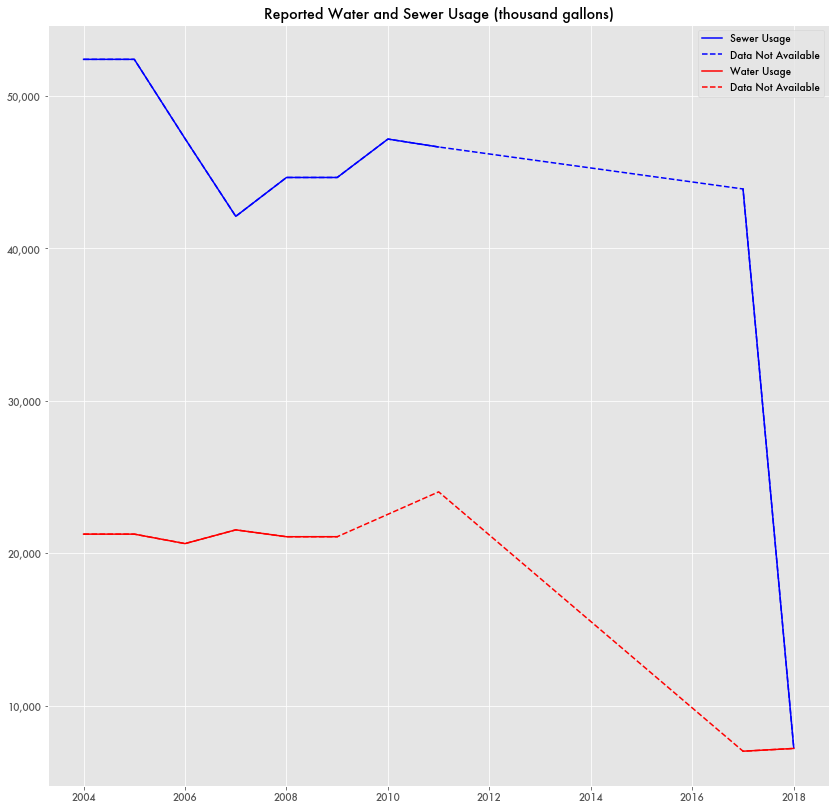 Reported Water and Sewer Usage (thousand gallons)
Sewer Usage
Data Not Available
Water Usage
Data Not Available
50,000
40,000
30,000
20,000
10,000
2004 2006 2008 2010 2012 2014 2016 2018